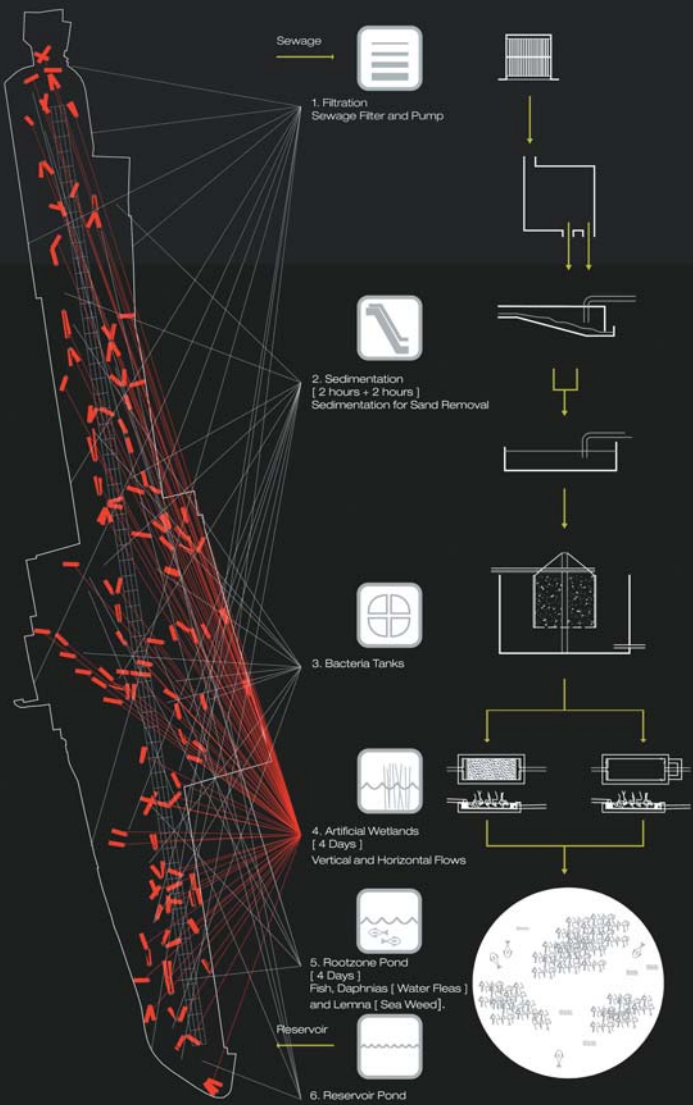 Sewage
1. Filtration
Sewage Filter and Pump
2. Sedimentation
[ 2 hours + 2 hours ]
Sedimentation for Sand Removal
3. Bacteria Tanks
4. Artificial Wetlands
[ 4 Days ]
Vertical and Horizontal Flows
5. Rootzone Pond
[ 4 Days ]
Fish, Daphnias [ Water Fleas ]
and Lemna [ Sea Weed].
Reservoir
6. Reservoir Pond